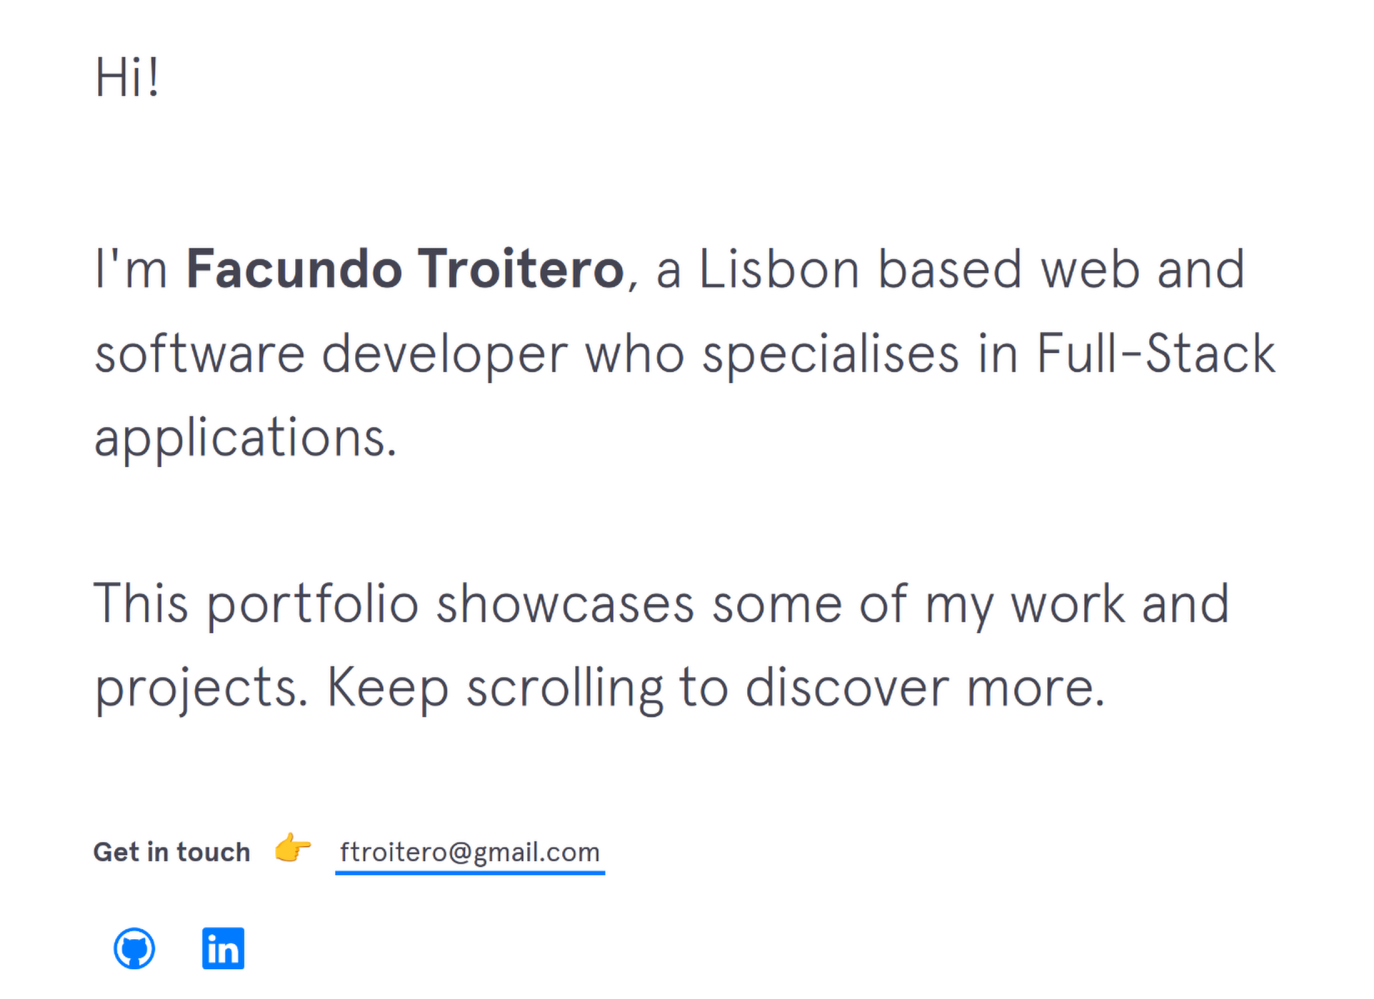 Hi!
I'm Facundo Troitero, a Lisbon based web and
software developer who specialises in Full-Stack
applications.
This portfolio showcases some of my work and
projects. Keep scrolling to discover more.
Get in touch 👉 ftroitero@gmail.com
in